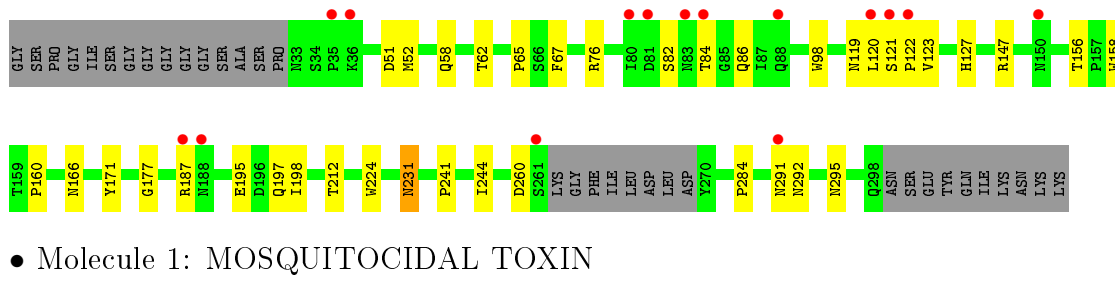 GLY SER PRO GLY ILE SER GLY GLY GLY GLY GLY SER ALA SER PRO N33 S34 P35 K36 D51 M52 Q58 T62 P65 S66 F67 R76 I80 D81 S82 N83 T84 G85 Q86 I87 Q88 W98 N119 L120 S121 P122 V123 H127 R147 N150 T156 P157 W158
T159 P160 N166 Y171 G177 R187 N188 E195 D196 Q197 I198 T212 W224 N231 P241 I244 D260 S261 LYS GLY PHE ILE LEU ASP LEU ASP Y270 P284 N291 N292 N295 Q298 ASN SER GLU TYR GLN ILE LYS ASN LYS LYS
• Molecule 1: MOSQUITOCIDAL TOXIN